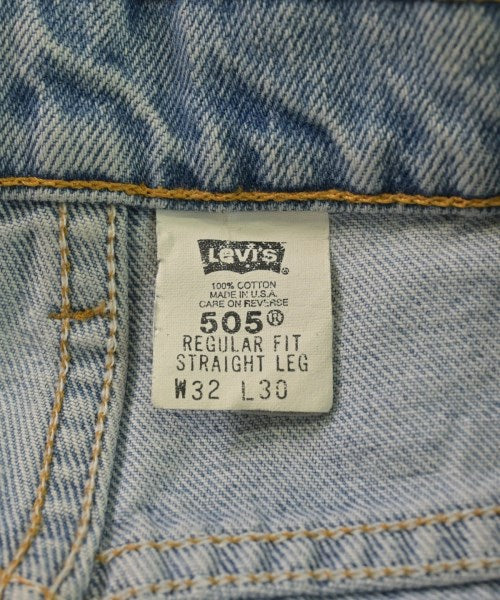 Levi's®
100% COTTON
MADE IN U.S.A.
CARE ON REVERSE
505®
REGULAR FIT
STRAIGHT LEG
W32 L30